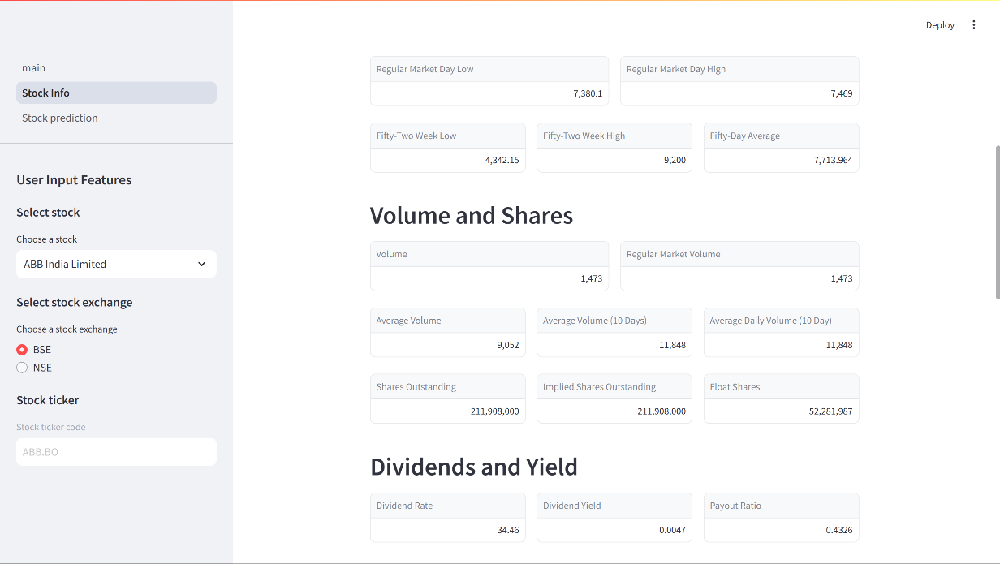 Deploy
main
Stock Info
Stock prediction
User Input Features
Select stock
Choose a stock
ABB India Limited
Select stock exchange
Choose a stock exchange
BSE
NSE
Stock ticker
Stock ticker code
ABB.BO
Regular Market Day Low
7,380.1
Regular Market Day High
7,469
Fifty-Two Week Low
4,342.15
Fifty-Two Week High
9,200
Fifty-Day Average
7,713.964
Volume and Shares
Volume
1,473
Regular Market Volume
1,473
Average Volume
9,052
Average Volume (10 Days)
11,848
Average Daily Volume (10 Day)
11,848
Shares Outstanding
211,908,000
Implied Shares Outstanding
211,908,000
Float Shares
52,281,987
Dividends and Yield
Dividend Rate
34.46
Dividend Yield
0.0047
Payout Ratio
0.4326